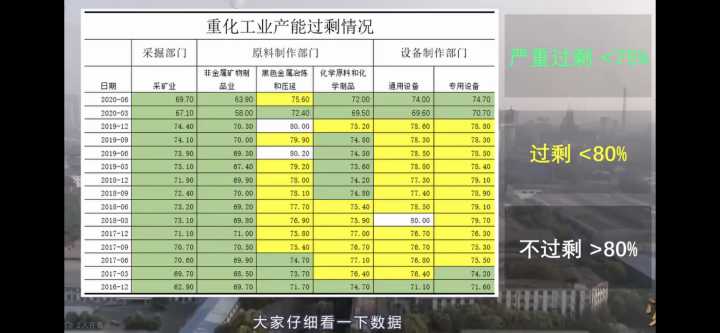 重化工业产能过剩情况
采掘部门 原料制作部门 设备制作部门
日期 采矿业 非金属矿物制品业 黑色金属冶炼和压延 化学原料和化学制品 通用设备 专用设备
2020-06 69.70 63.90 75.60 72.00 74.00 74.70
2020-03 67.10 58.00 72.40 69.50 69.60 70.70
2019-12 74.40 70.30 80.00 75.20 78.60 78.80
2019-09 74.10 70.00 79.90 74.80 78.30 78.30
2019-06 73.90 69.30 80.20 74.30 78.50 78.80
2019-03 73.10 67.40 79.20 73.60 78.80 78.40
2018-12 71.90 69.90 78.00 74.20 77.30 79.10
2018-09 72.40 70.00 78.10 74.80 77.40 78.90
2018-06 73.20 69.20 77.70 75.40 78.50 79.10
2018-03 73.10 69.80 76.90 75.90 80.00 79.70
2017-12 71.10 71.00 75.80 77.00 76.70 76.30
2017-09 70.70 70.50 75.40 76.70 76.70 75.30
2017-06 70.60 69.90 74.70 77.10 76.80 75.50
2017-03 69.70 68.50 73.70 76.40 76.40 74.20
2016-12 62.90 69.70 71.70 74.70 71.10 71.60
严重过剩 <75%
过剩 <80%
不过剩 >80%
大家仔细看一下数据